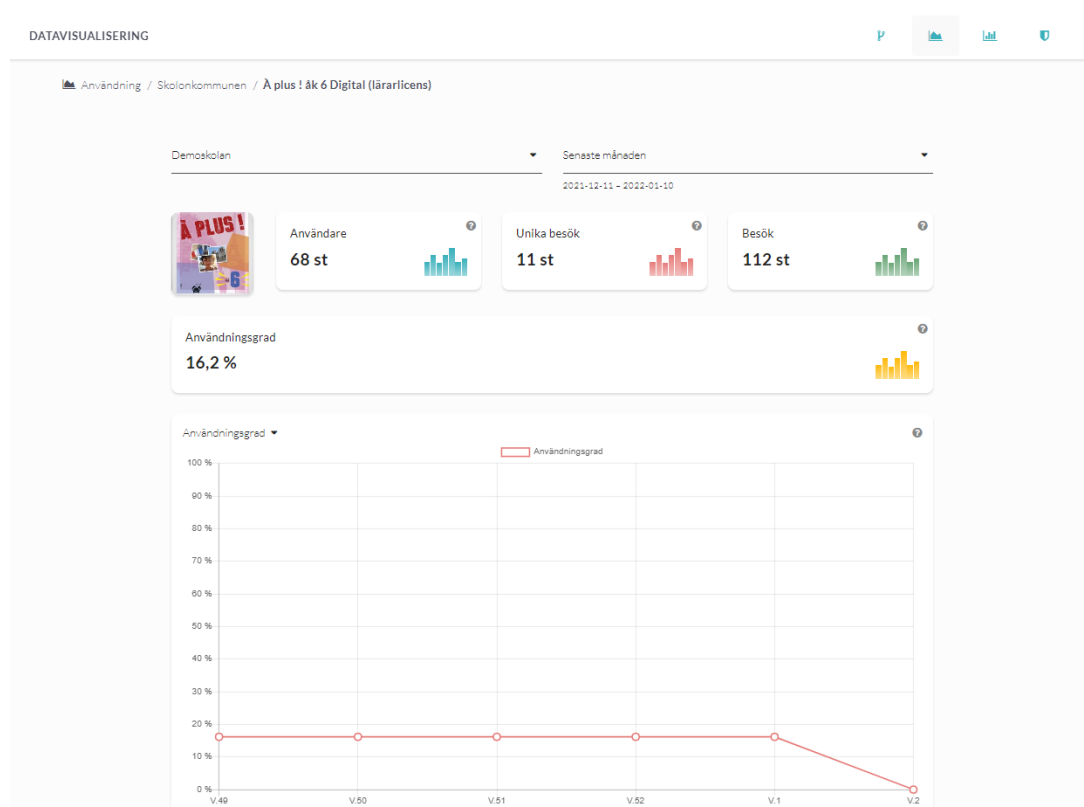 DATAVISUALISERING
Användning / Skolonkommunen / À plus ! åk 6 Digital (lärarlicens)
Demoskolan
Senaste månaden
2021-12-11 – 2022-01-10
À PLUS !
6
Användare
68 st
Unika besök
11 st
Besök
112 st
Användningsgrad
16,2 %
Användningsgrad
Användningsgrad
100 %
90 %
80 %
70 %
60 %
50 %
40 %
30 %
20 %
10 %
0 %
V.49 V.50 V.51 V.52 V.1 V.2